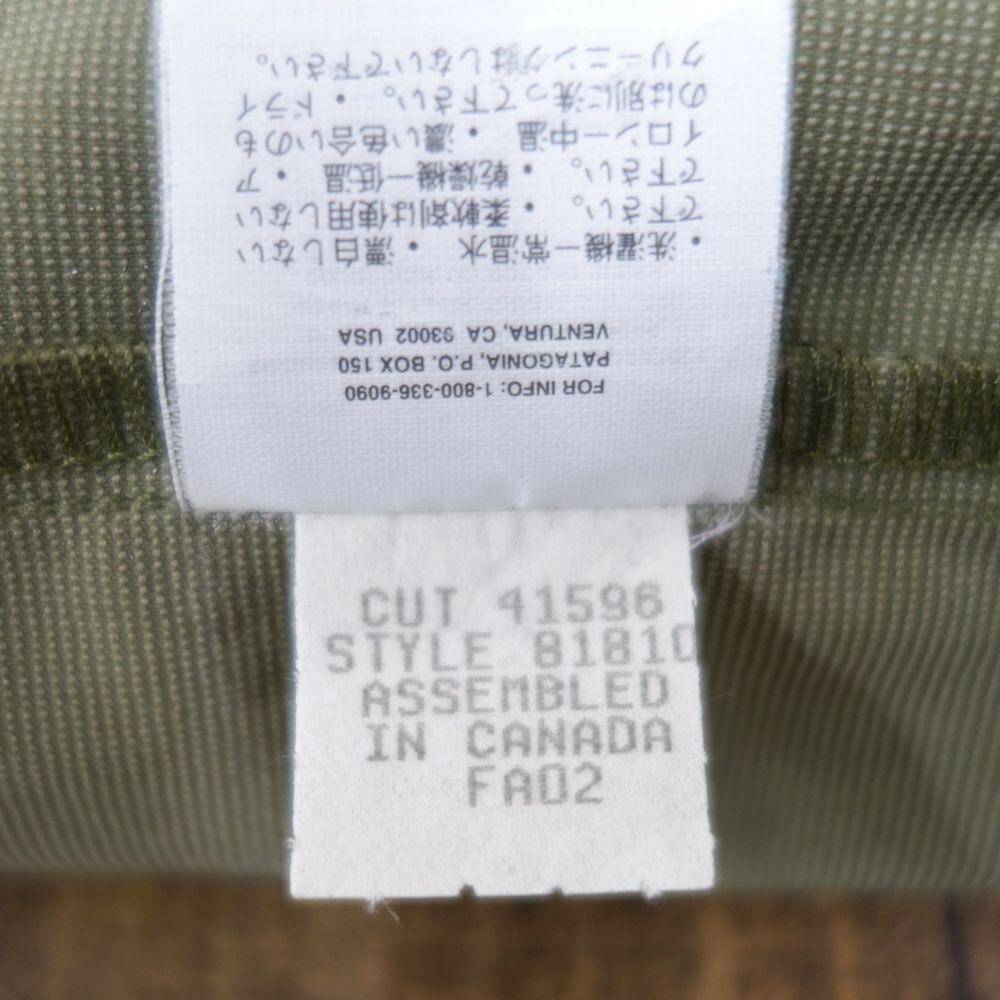 FOR INFO: 1-800-336-9090
PATAGONIA, P.O. BOX 150
VENTURA, CA 93002 USA
・洗濯機ー常温水 ・漂白しない
で下さい。 ・柔軟剤は使用しない
で下さい。 ・乾燥機ー低温 ・ア
イロンー中温 ・濃い色合いのも
のは別に洗って下さい。 ・ドライ
クリーニングはしないで下さい。
CUT 41596
STYLE 81810
ASSEMBLED
IN CANADA
FA02